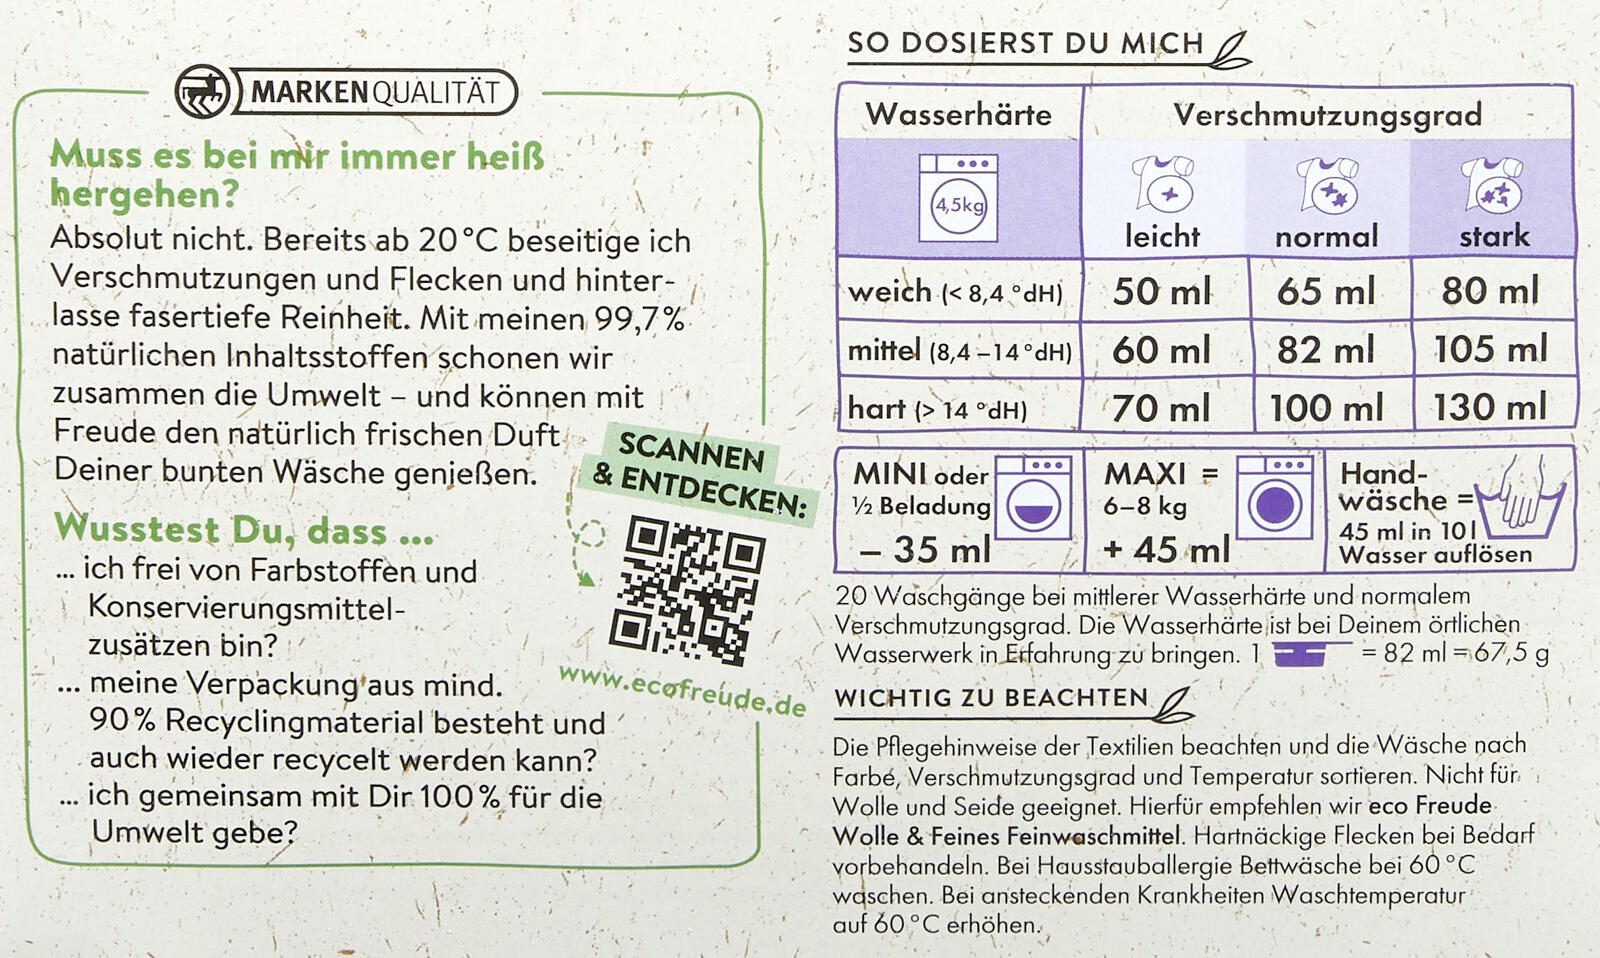 MARKENQUALITÄT
Muss es bei mir immer heiß
hergehen?
Absolut nicht. Bereits ab 20 °C beseitige ich
Verschmutzungen und Flecken und hinter-
lasse fasertiefe Reinheit. Mit meinen 99,7 %
natürlichen Inhaltsstoffen schonen wir
zusammen die Umwelt – und können mit
Freude den natürlich frischen Duft
Deiner bunten Wäsche genießen.
Wusstest Du, dass ...
... ich frei von Farbstoffen und
Konservierungsmittel-
zusätzen bin?
... meine Verpackung aus mind.
90 % Recyclingmaterial besteht und
auch wieder recycelt werden kann?
... ich gemeinsam mit Dir 100 % für die
Umwelt gebe?
SCANNEN
& ENTDECKEN:
www.ecofreude.de
SO DOSIERST DU MICH
Wasserhärte Verschmutzungsgrad
4,5kg
leicht normal stark
weich (< 8,4 °dH) 50 ml 65 ml 80 ml
mittel (8,4 –14 °dH) 60 ml 82 ml 105 ml
hart (> 14 °dH) 70 ml 100 ml 130 ml
MINI oder
½ Beladung
– 35 ml
MAXI =
6–8 kg
+ 45 ml
Hand-
wäsche =
45 ml in 10 l
Wasser auflösen
20 Waschgänge bei mittlerer Wasserhärte und normalem
Verschmutzungsgrad. Die Wasserhärte ist bei Deinem örtlichen
Wasserwerk in Erfahrung zu bringen. 1 = 82 ml = 67,5 g
WICHTIG ZU BEACHTEN
Die Pflegehinweise der Textilien beachten und die Wäsche nach
Farbe, Verschmutzungsgrad und Temperatur sortieren. Nicht für
Wolle und Seide geeignet. Hierfür empfehlen wir eco Freude
Wolle & Feines Feinwaschmittel. Hartnäckige Flecken bei Bedarf
vorbehandeln. Bei Hausstauballergie Bettwäsche bei 60 °C
waschen. Bei ansteckenden Krankheiten Waschtemperatur
auf 60 °C erhöhen.